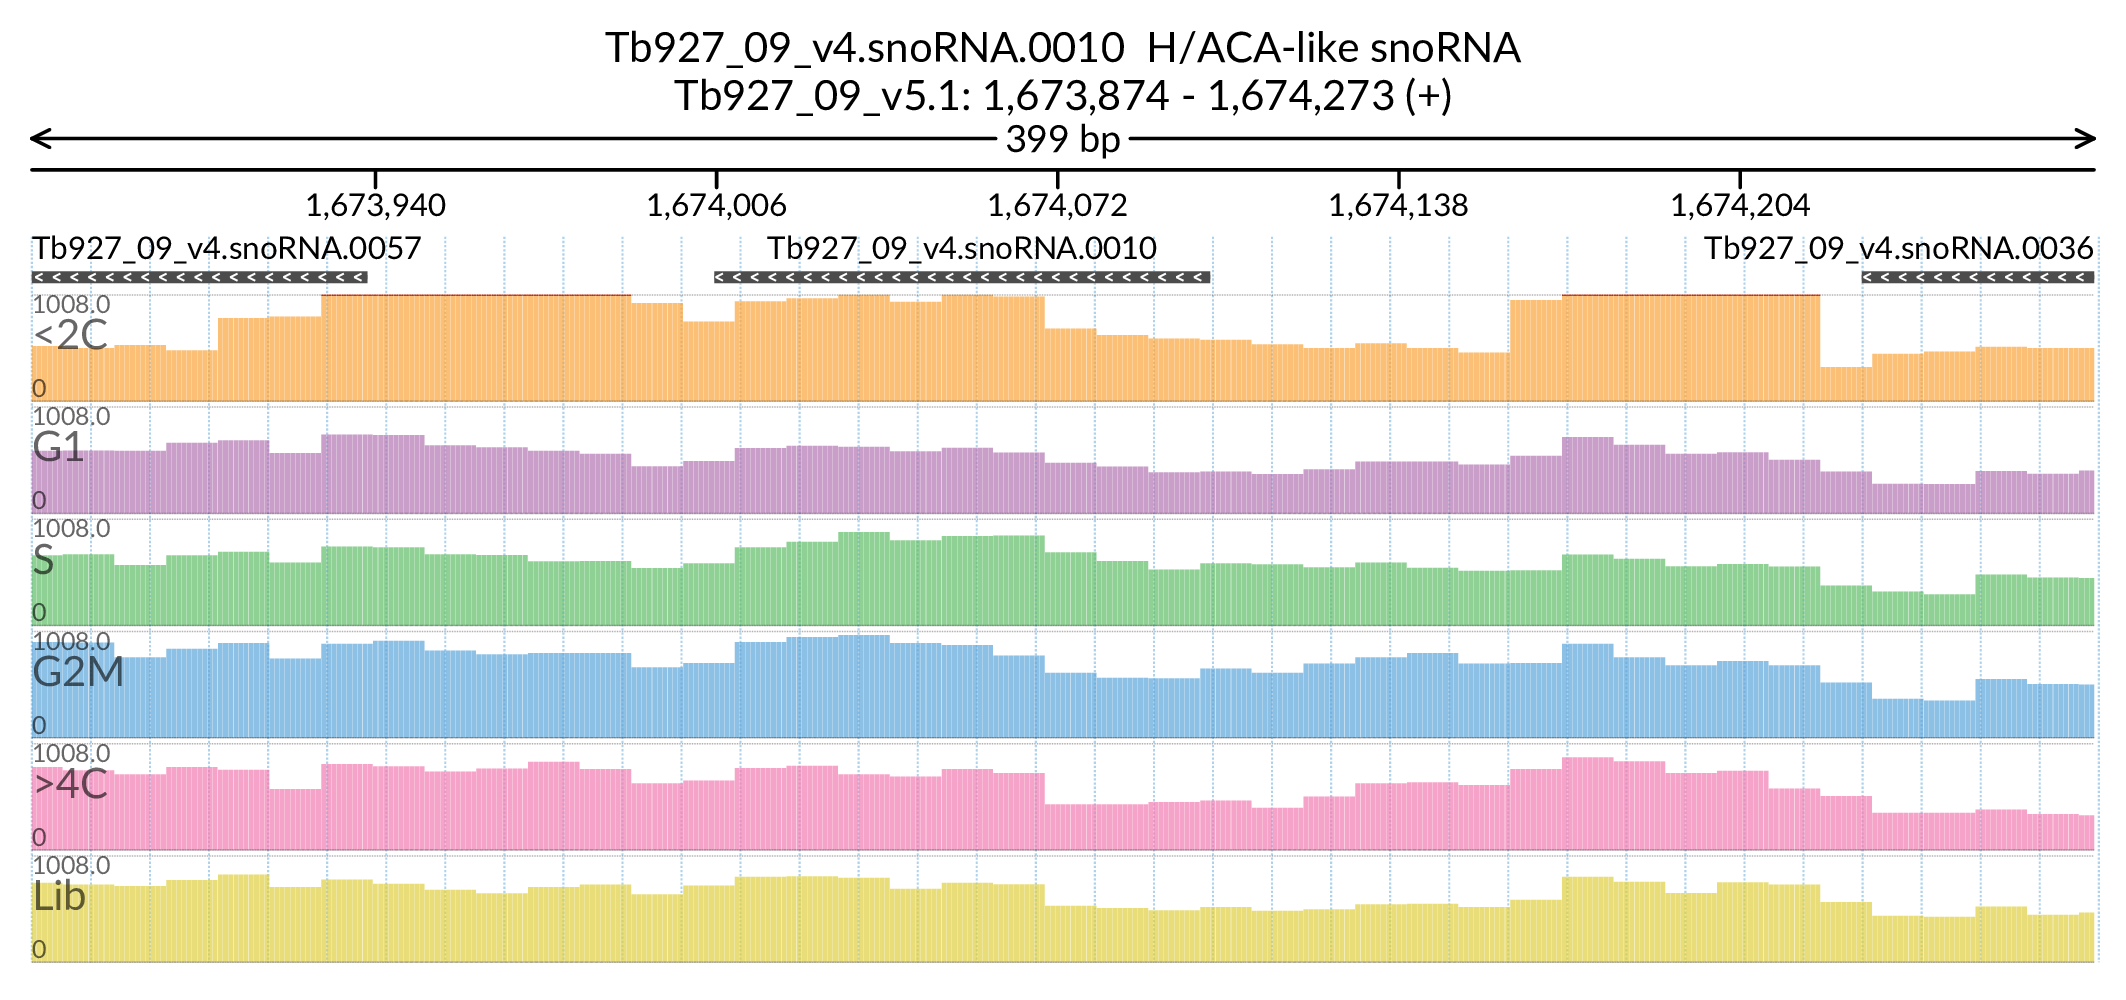 Tb927_09_v4.snoRNA.0010 H/ACA-like snoRNA
Tb927_09_v5.1: 1,673,874 - 1,674,273 (+)
399 bp
1,673,940 1,674,006 1,674,072 1,674,138 1,674,204
Tb927_09_v4.snoRNA.0057 Tb927_09_v4.snoRNA.0010 Tb927_09_v4.snoRNA.0036
1008.0
<2C
0
1008.0
G1
0
1008.0
S
0
1008.0
G2M
0
1008.0
>4C
0
1008.0
Lib
0